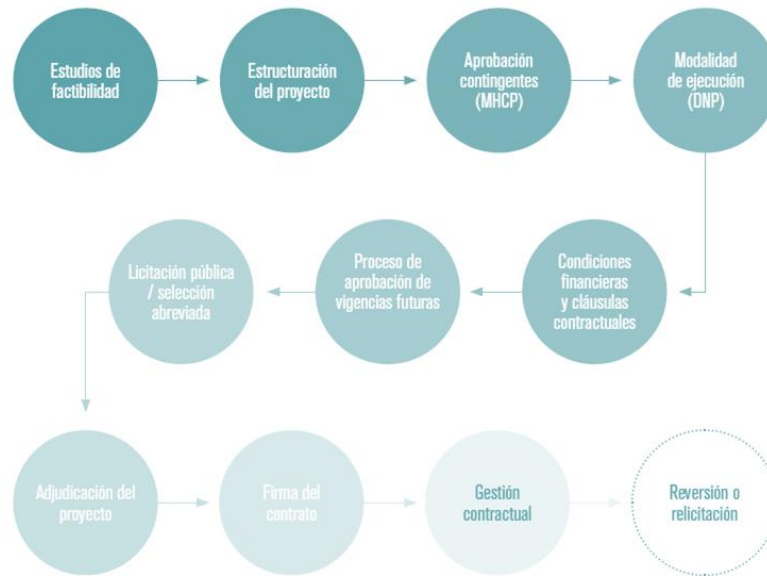 Estudios de
factibilidad
Estructuración
del proyecto
Aprobación
contingentes
(MHCP)
Modalidad
de ejecución
(DNP)
Condiciones
financieras
y cláusulas
contractuales
Proceso de
aprobación de
vigencias futuras
Licitación pública
/ selección
abreviada
Adjudicación del
proyecto
Firma del
contrato
Gestión
contractual
Reversión o
relicitación